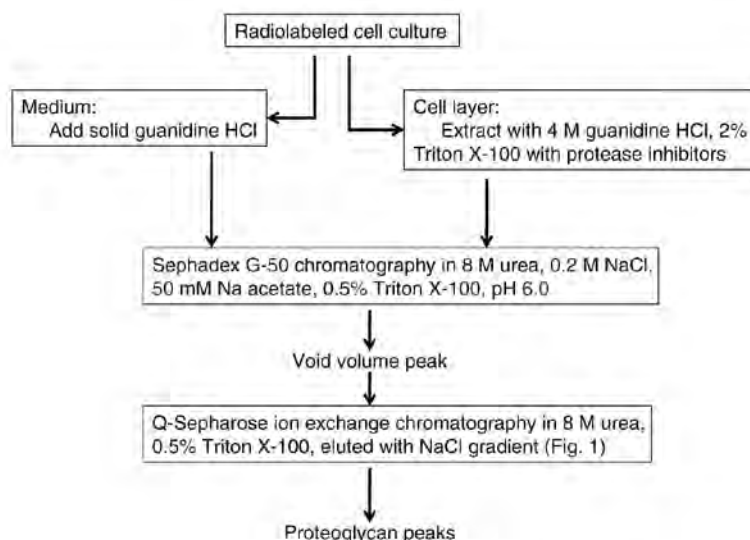 Radiolabeled cell culture
Medium:
Add solid guanidine HCl
Cell layer:
Extract with 4 M guanidine HCl, 2%
Triton X-100 with protease inhibitors
Sephadex G-50 chromatography in 8 M urea, 0.2 M NaCl,
50 mM Na acetate, 0.5% Triton X-100, pH 6.0
Void volume peak
Q-Sepharose ion exchange chromatography in 8 M urea,
0.5% Triton X-100, eluted with NaCl gradient (Fig. 1)
Proteoglycan peaks